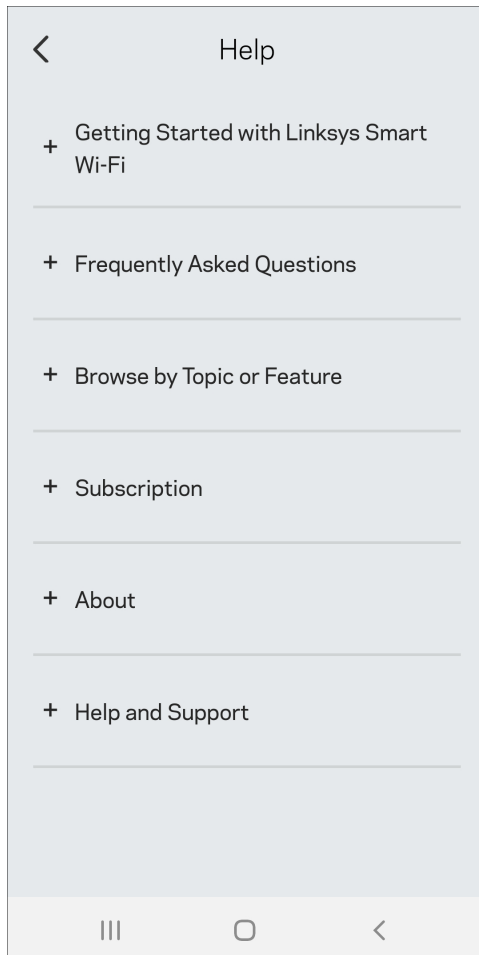 Help
Getting Started with Linksys Smart
Wi-Fi
Frequently Asked Questions
Browse by Topic or Feature
Subscription
About
Help and Support